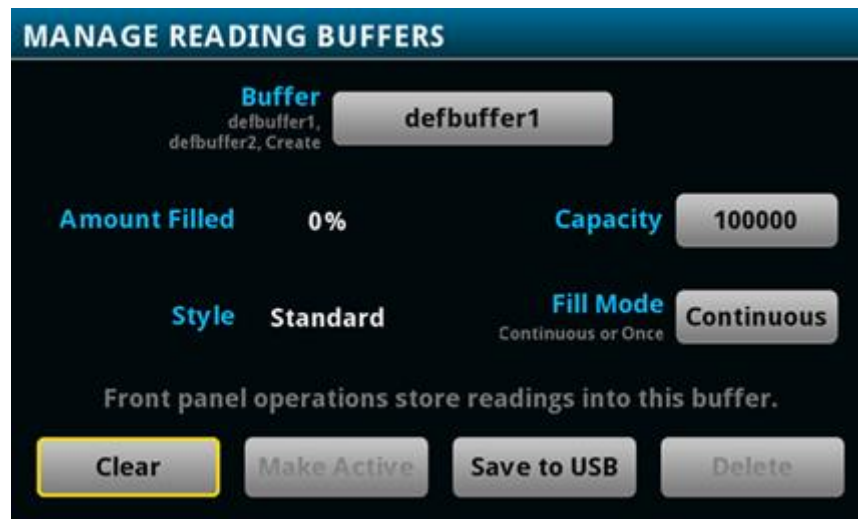 MANAGE READING BUFFERS
Buffer
defbuffer1,
defbuffer2, Create
defbuffer1
Amount Filled
0%
Capacity
100000
Style
Standard
Fill Mode
Continuous or Once
Continuous
Front panel operations store readings into this buffer.
Clear
Make Active
Save to USB
Delete